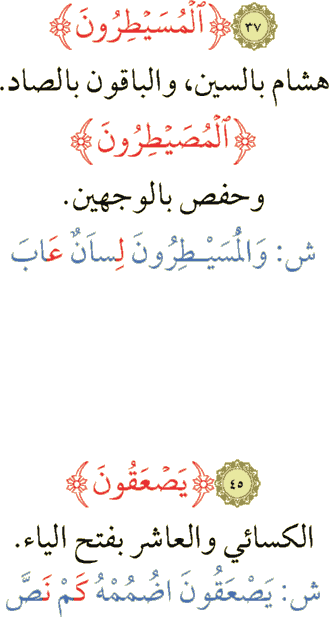 ٣٧ ﴿ٱلْمُسَيْطِرُونَ﴾
هشام بالسين، والباقون بالصاد.
﴿ٱلْمُصَيْطِرُونَ﴾
وحفص بالوجهين.
ش: وَالْمُسَيْطِرُونَ لِسَانٌ عَابَ
٤٥ ﴿يَصْعَقُونَ﴾
الكسائي والعاشر بفتح الياء.
ش: يَصْعَقُونَ اضْمُمْهُ كَمْ نَصَّ